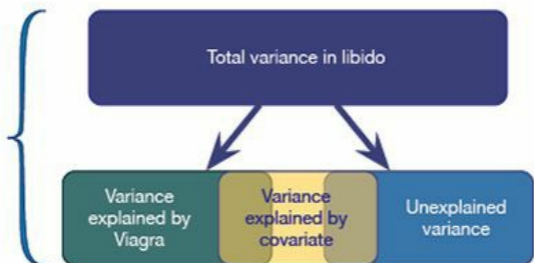 Total variance in libido
Variance
explained by
Viagra
Variance
explained by
covariate
Unexplained
variance